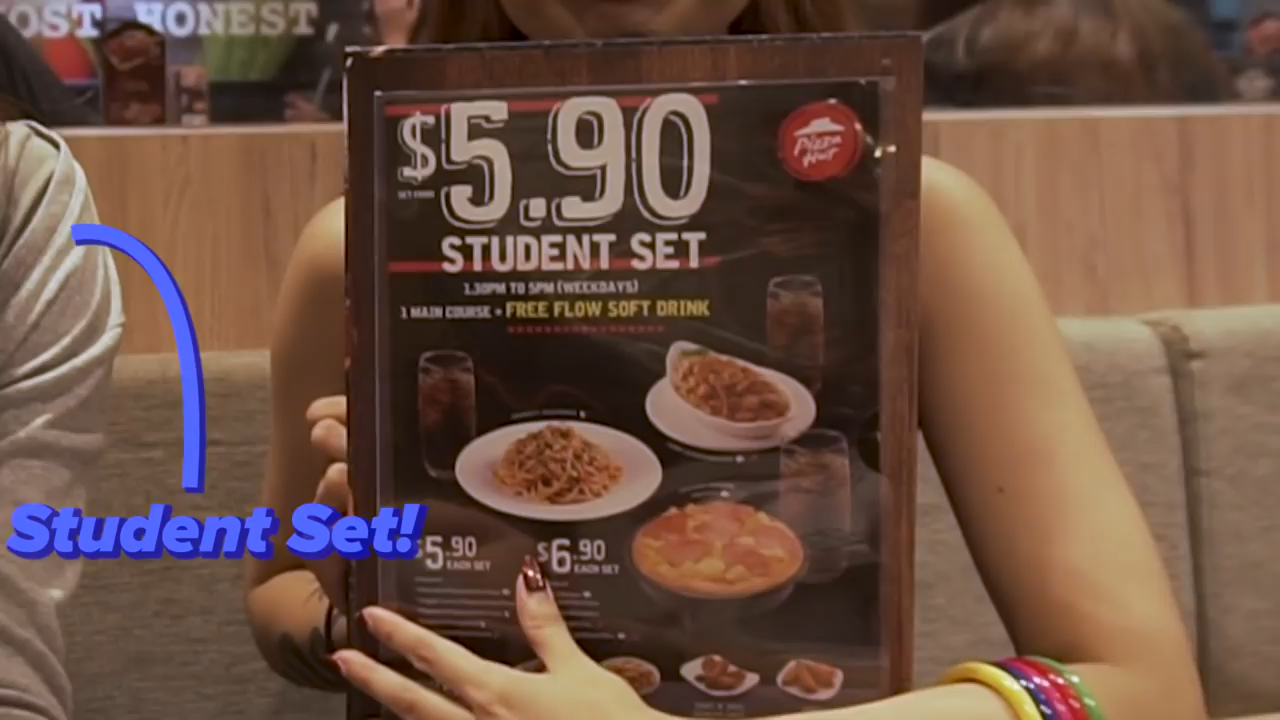 OST HONEST,
$5.90
SET FROM
Pizza
Hut
STUDENT SET
1.30PM TO 5PM (WEEKDAYS)
1 MAIN COURSE + FREE FLOW SOFT DRINK
Student Set!
$5.90
EACH SET
$6.90
EACH SET